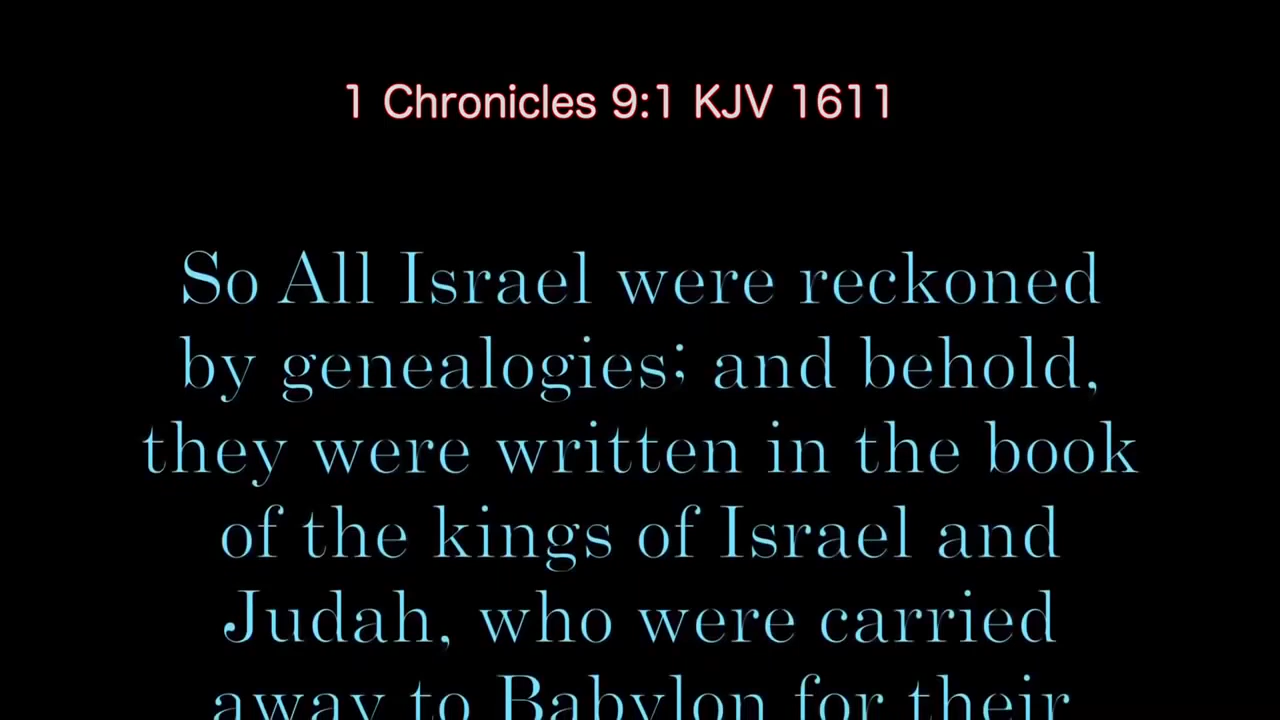 1 Chronicles 9:1 KJV 1611
So All Israel were reckoned
by genealogies; and behold,
they were written in the book
of the kings of Israel and
Judah, who were carried
away to Babylon for their